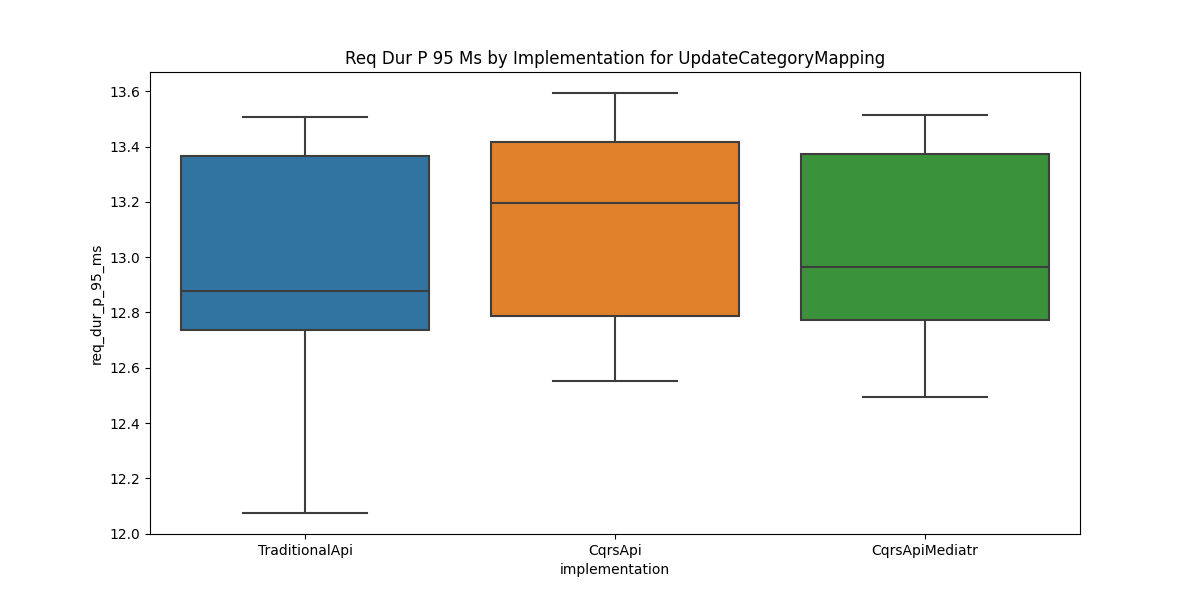 Req Dur P 95 Ms by Implementation for UpdateCategoryMapping
13.6
13.4
13.2
13.0
12.8
12.6
12.4
12.2
12.0
req_dur_p_95_ms
TraditionalApi CqrsApi CqrsApiMediatr
implementation